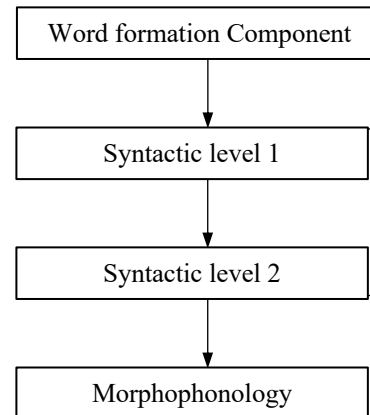 Word formation Component
Syntactic level 1
Syntactic level 2
Morphophonology